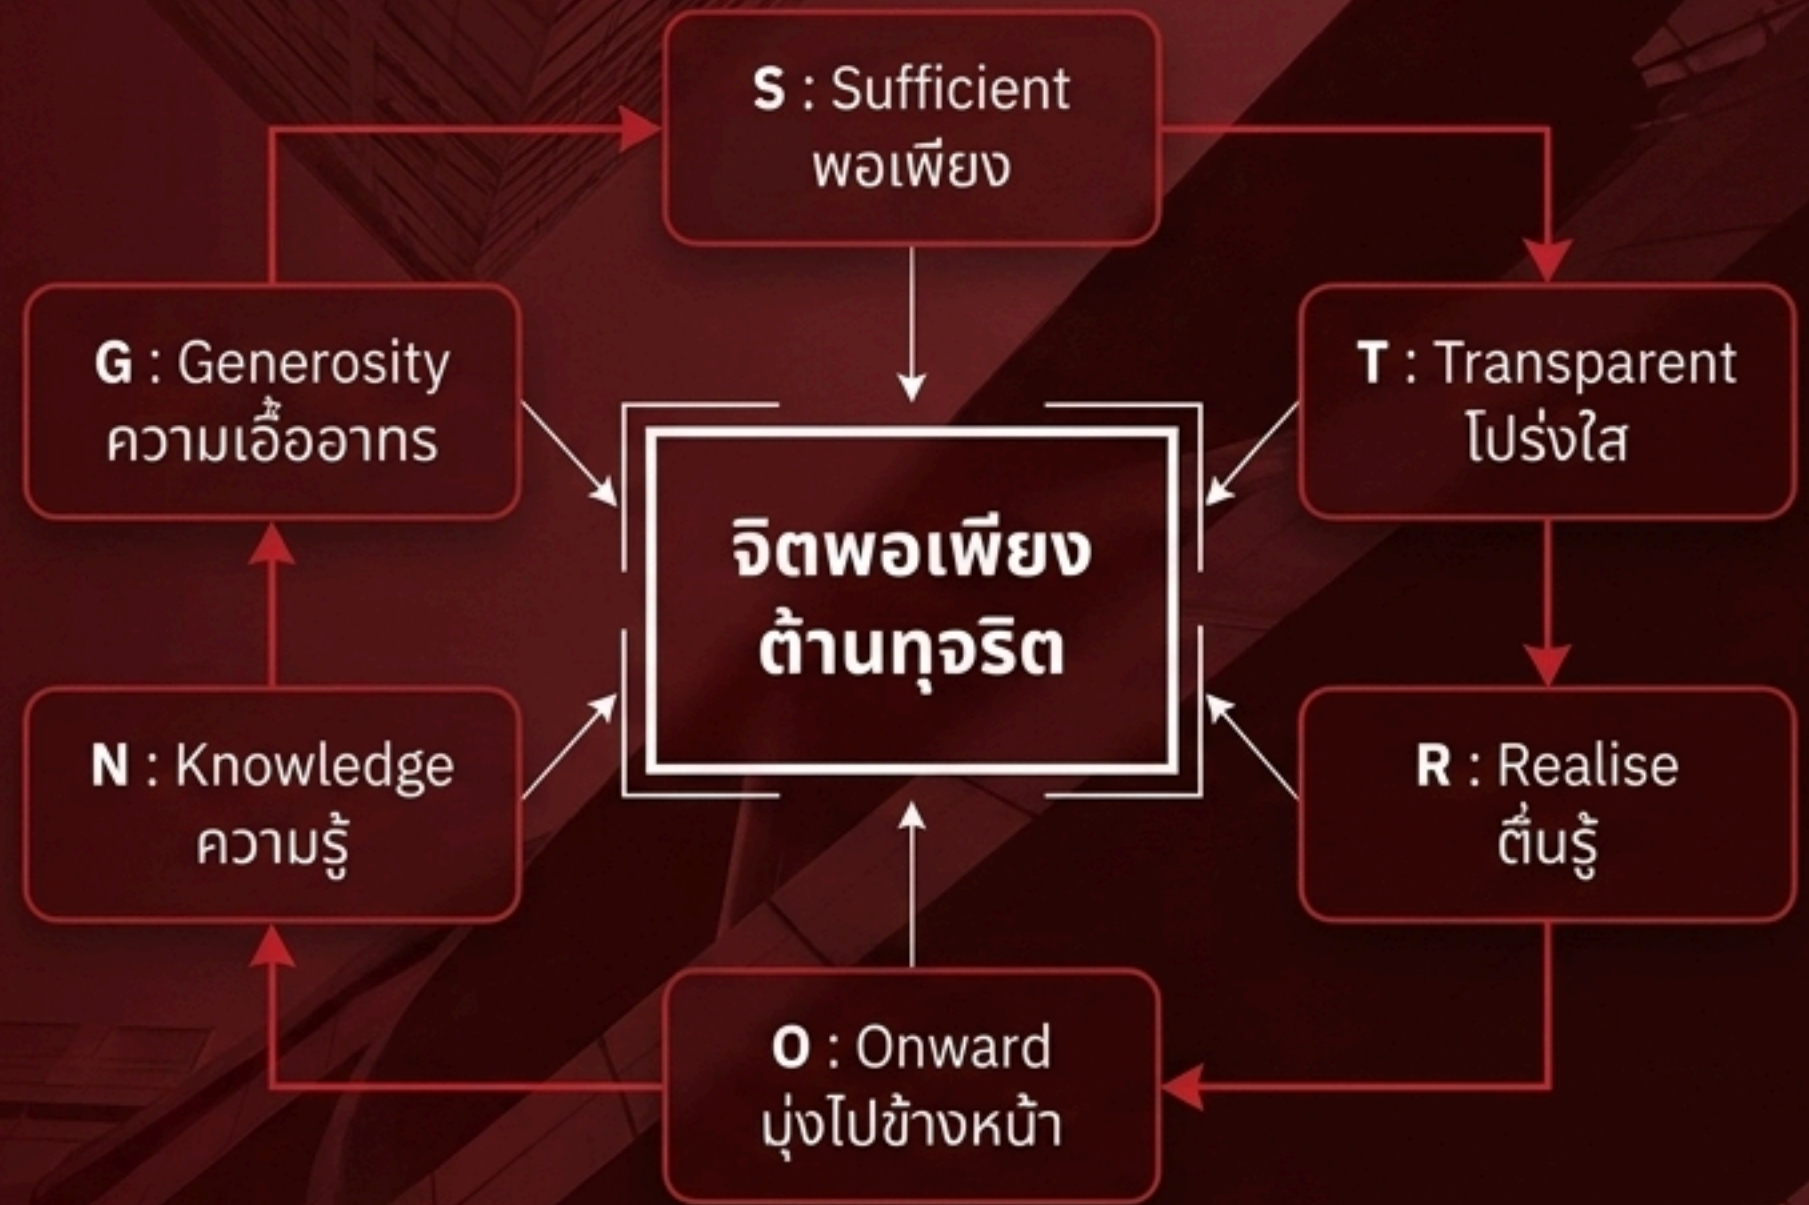 S : Sufficient
พอเพียง
T : Transparent
โปร่งใส
R : Realise
ตื่นรู้
O : Onward
มุ่งไปข้างหน้า
N : Knowledge
ความรู้
G : Generosity
ความเอื้ออาทร
จิตพอเพียง
ต้านทุจริต